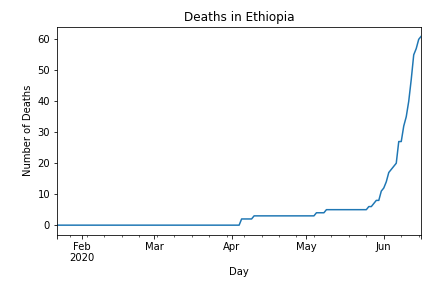 Deaths in Ethiopia
60
50
40
30
20
10
0
Number of Deaths
Feb
2020
Mar
Apr
May
Jun
Day